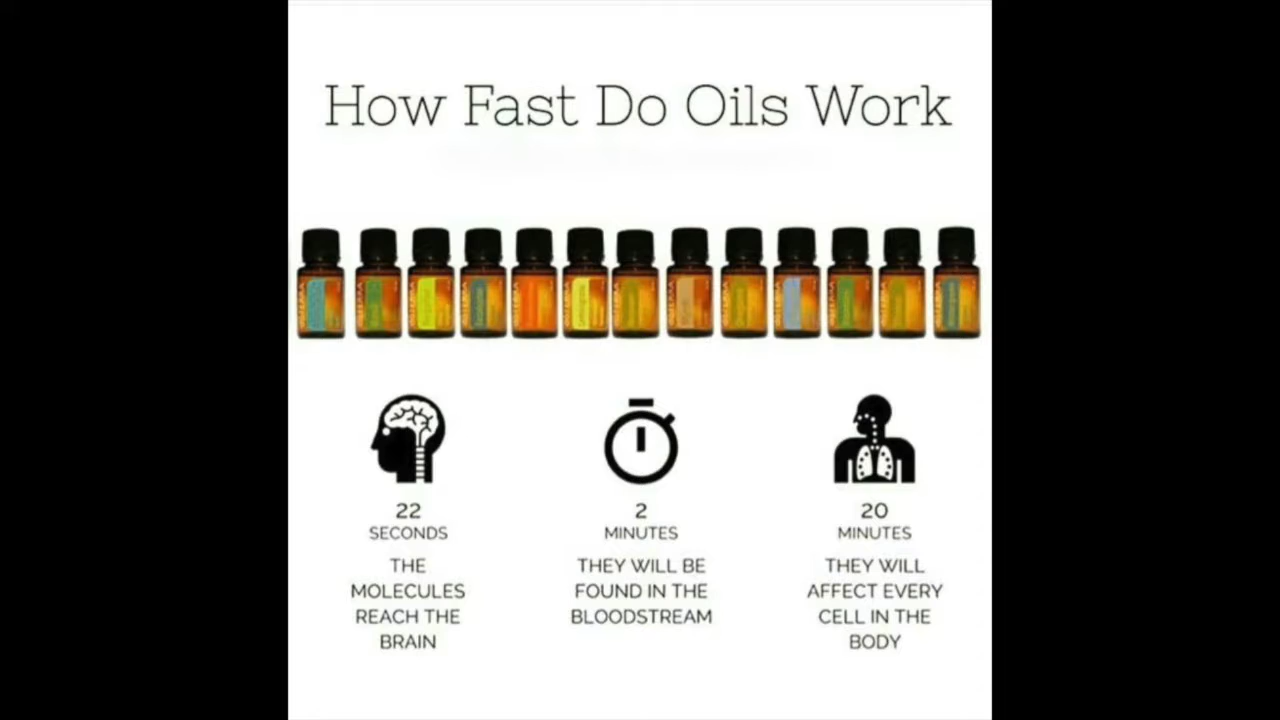 How Fast Do Oils Work
22
SECONDS
THE
MOLECULES
REACH THE
BRAIN
2
MINUTES
THEY WILL BE
FOUND IN THE
BLOODSTREAM
20
MINUTES
THEY WILL
AFFECT EVERY
CELL IN THE
BODY